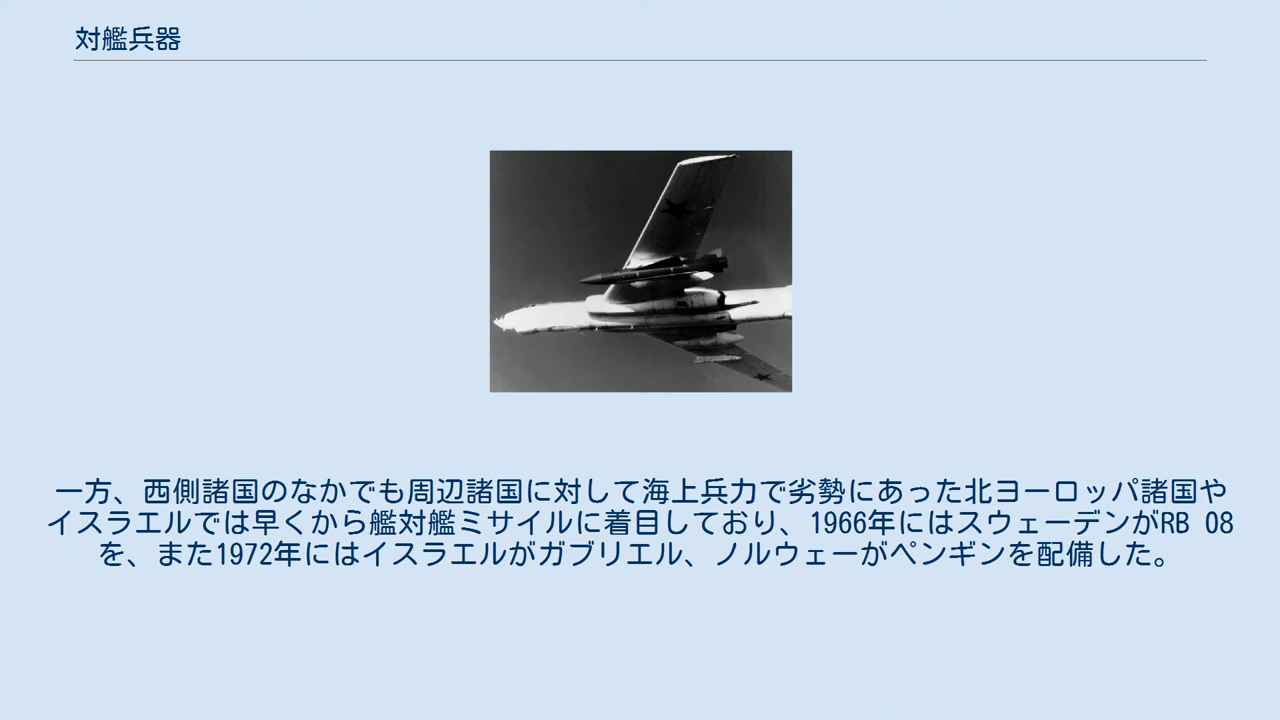 対艦兵器
一方、西側諸国のなかでも周辺諸国に対して海上兵力で劣勢にあった北ヨーロッパ諸国や
イスラエルでは早くから艦対艦ミサイルに着目しており、1966年にはスウェーデンがRB 08
を、また1972年にはイスラエルがガブリエル、ノルウェーがペンギンを配備した。